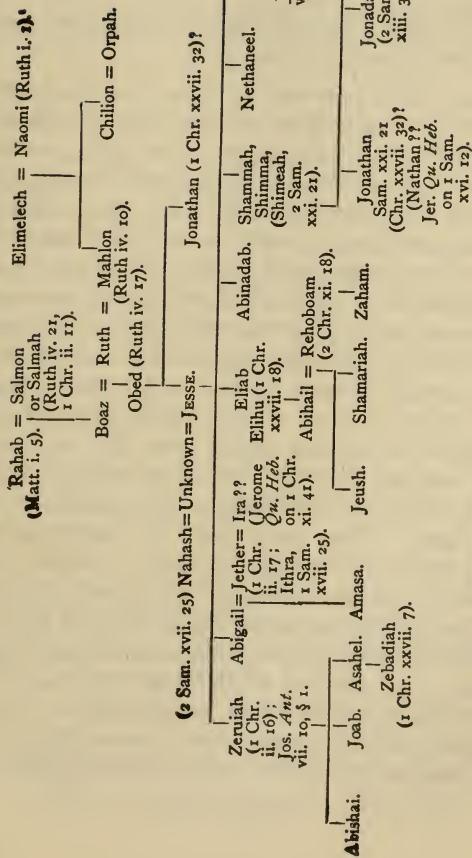 Rahab = Salmon
(Matt. i. 5). or Salmah
(Ruth iv. 21,
1 Chr. ii. 11).
Elimelech = Naomi (Ruth i. 2).¹
Boaz = Ruth = Mahlon
(Ruth iv. 10).
Chilion = Orpah.
Obed (Ruth iv. 17).
(2 Sam. xvii. 25) Nahash = Unknown = JESSE.
Jonathan (1 Chr. xxvii. 32)?
Zeruiah
(1 Chr.
ii. 16);
Jos. Ant.
vii. 10, § 1.
Abigail = Jether = Ira??
(1 Chr. (Jerome
ii. 17; Qu. Heb.
Ithra, on 1 Chr.
1 Sam. xi. 41).
xvii. 25).
Eliab
Elihu (1 Chr.
xxvii. 18).
Abinadab.
Shammah,
Shimma,
(Shimeah,
2 Sam.
xxi. 21).
Nethaneel.
Abihail = Rehoboam
(2 Chr. xi. 18).
Abishai.
Joab.
Asahel.
Amasa.
Jeush.
Shamariah.
Zaham.
Jonathan
Sam. xxi. 21
(Chr. xxvii. 32)?
(Nathan??
Jer. Qu. Heb.
on 1 Sam.
xvi. 12).
Jonada
(2 Sam
xiii. 3
Zebadiah
(1 Chr. xxvii. 7).